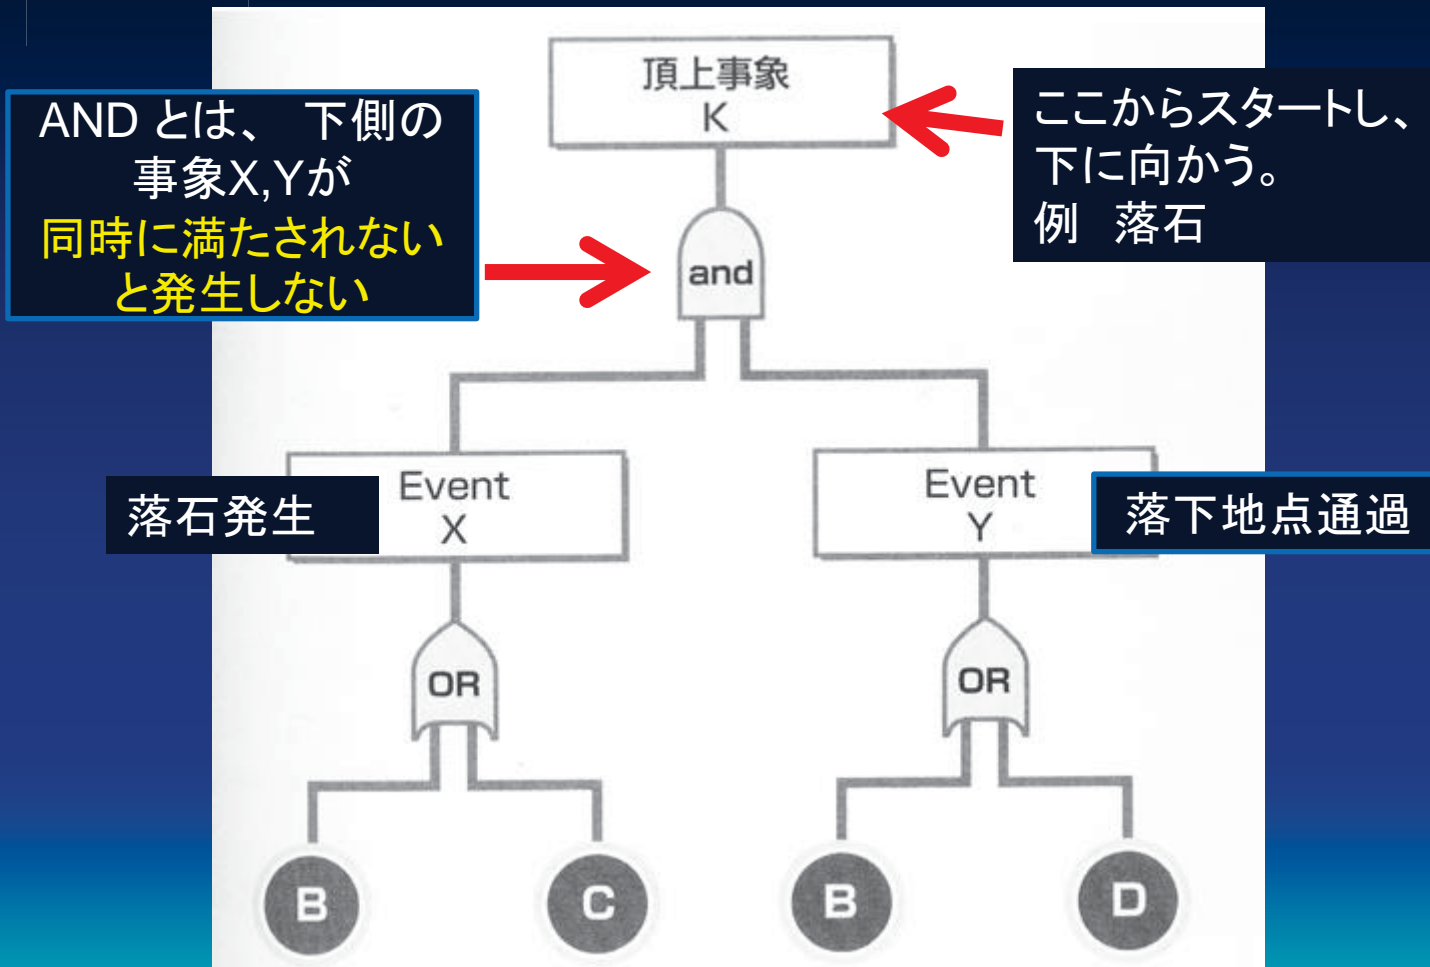 頂上事象
K
AND とは、 下側の
事象X,Yが
同時に満たされない
と発生しない
ここからスタートし、
下に向かう。
例 落石
and
Event
X
落石発生
Event
Y
落下地点通過
OR
OR
B
C
B
D